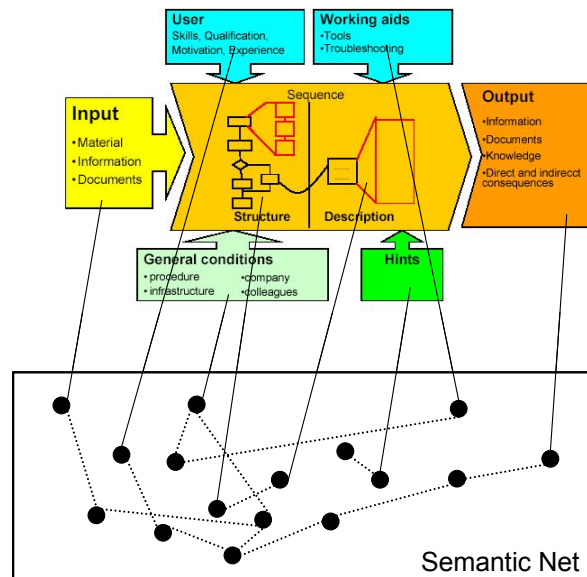 User
Skills, Qualification,
Motivation, Experience
Working aids
•Tools
•Troubleshooting
Input
• Material
• Information
• Documents
Sequence
Structure
Description
Output
•Information
•Documents
•Knowledge
•Direct and indirecct
consequences
General conditions
• procedure •company
• infrastructure •colleagues
Hints
Semantic Net